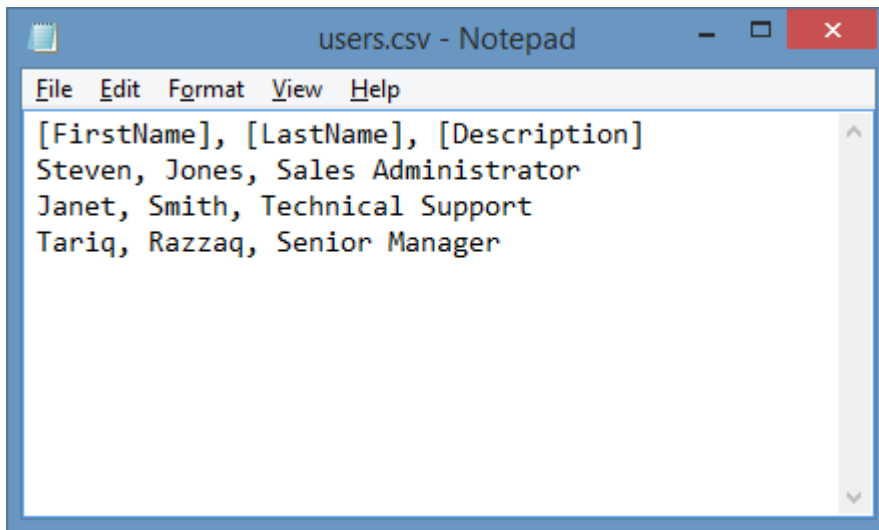 users.csv - Notepad
File Edit Format View Help
[FirstName], [LastName], [Description]
Steven, Jones, Sales Administrator
Janet, Smith, Technical Support
Tariq, Razzaq, Senior Manager